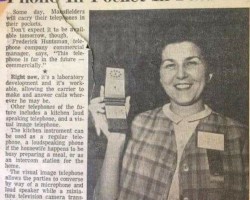 Phone In Pocket In
Some day, Mansfielders
will carry their telephones in
their pockets.
Don't expect it to be
available tomorrow, though.
Frederick Huntsman, tele-
phone company commercial
manager, says, "This tele-
phone is far in the future —
commercially."
Right now, it's a laboratory
development and it's work-
able, allowing the carrier to
make and answer calls wher-
ever he may be.
Other telephones of the fu-
ture includes a kitchen loud
speaking telephone, and a vis-
ual image telephone.
The kitchen instrument can
be used as a regular tele-
phone, a loudspeaking phone
if the housewife happens to be
busy preparing a meal, or as
an intercom station for the
home.
The visual image telephone
allows the parties to converse
by way of a microphone and
loud speaker while a minia-
ture television camera trans-